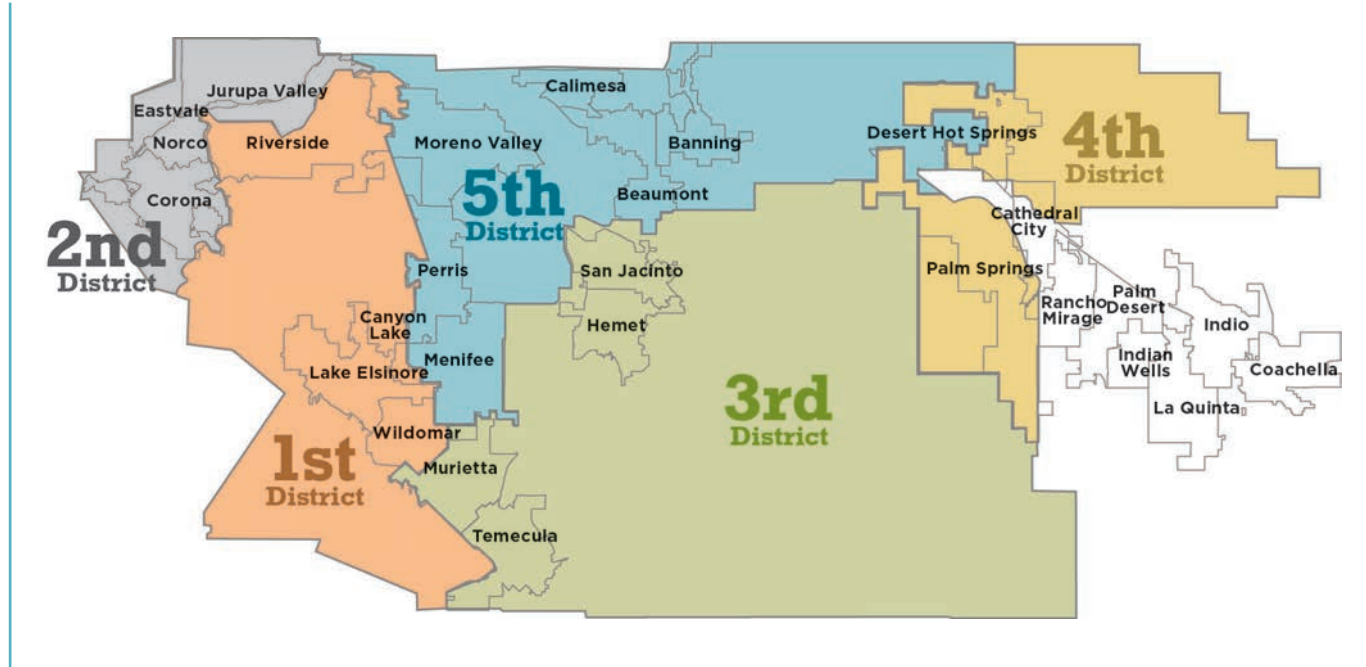 Jurupa Valley
Eastvale
Norco
Corona
2nd
District
Riverside
Canyon
Lake
Lake Elsinore
Wildomar
1st
District
Calimesa
Moreno Valley
Banning
Beaumont
5th
District
Perris
Menifee
San Jacinto
Hemet
3rd
District
Murietta
Temecula
Desert Hot Springs
4th
District
Cathedral
City
Palm Springs
Rancho
Mirage
Palm
Desert
Indian
Wells
Indio
Coachella
La Quinta